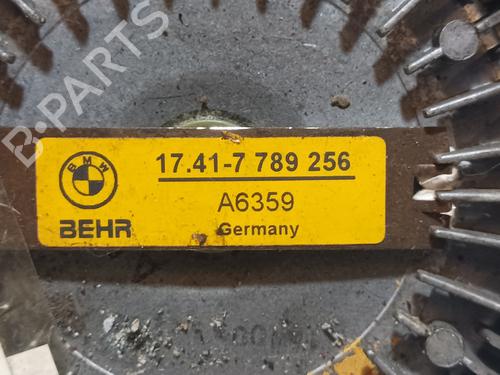 B-PARTS
BMW
17.41-7 789 256
A6359
BEHR
Germany